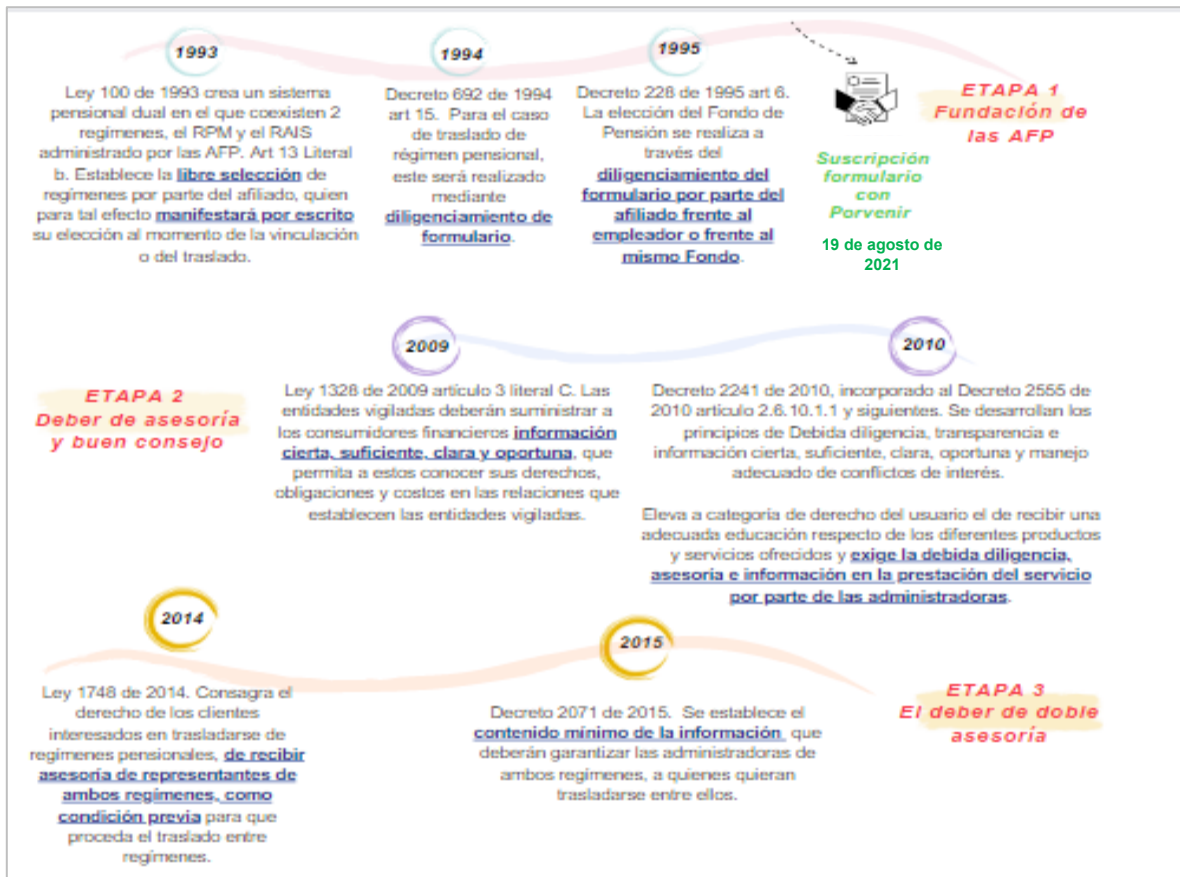 1993
Ley 100 de 1993 crea un sistema
pensional dual en el que coexisten 2
regímenes, el RPM y el RAIS
administrado por las AFP. Art 13 Literal
b. Establece la libre selección de
regímenes por parte del afiliado, quien
para tal efecto manifestará por escrito
su elección al momento de la vinculación
o del traslado.
1994
Decreto 692 de 1994
art 15. Para el caso
de traslado de
régimen pensional,
este será realizado
mediante
diligenciamiento de
formulario.
1995
Decreto 228 de 1995 art 6.
La elección del Fondo de
Pensión se realiza a
través del
diligenciamiento del
formulario por parte del
afiliado frente al
empleador o frente al
mismo Fondo.
Suscripción
formulario
con
Porvenir
19 de agosto de
2021
ETAPA 1
Fundación de
las AFP
ETAPA 2
Deber de asesoría
y buen consejo
2009
Ley 1328 de 2009 artículo 3 literal C. Las
entidades vigiladas deberán suministrar a
los consumidores financieros información
cierta, suficiente, clara y oportuna, que
permita a estos conocer sus derechos,
obligaciones y costos en las relaciones que
establecen las entidades vigiladas.
2010
Decreto 2241 de 2010, incorporado al Decreto 2555 de
2010 artículo 2.6.10.1.1 y siguientes. Se desarrollan los
principios de Debida diligencia, transparencia e
información cierta, suficiente, clara, oportuna y manejo
adecuado de conflictos de interés.
Eleva a categoría de derecho del usuario el de recibir una
adecuada educación respecto de los diferentes productos
y servicios ofrecidos y exige la debida diligencia,
asesoría e información en la prestación del servicio
por parte de las administradoras.
2014
Ley 1748 de 2014. Consagra el
derecho de los clientes
interesados en trasladarse de
regímenes pensionales, de recibir
asesoría de representantes de
ambos regímenes, como
condición previa para que
proceda el traslado entre
regímenes.
2015
Decreto 2071 de 2015. Se establece el
contenido mínimo de la información que
deberán garantizar las administradoras de
ambos regímenes, a quienes quieran
trasladarse entre ellos.
ETAPA 3
El deber de doble
asesoría